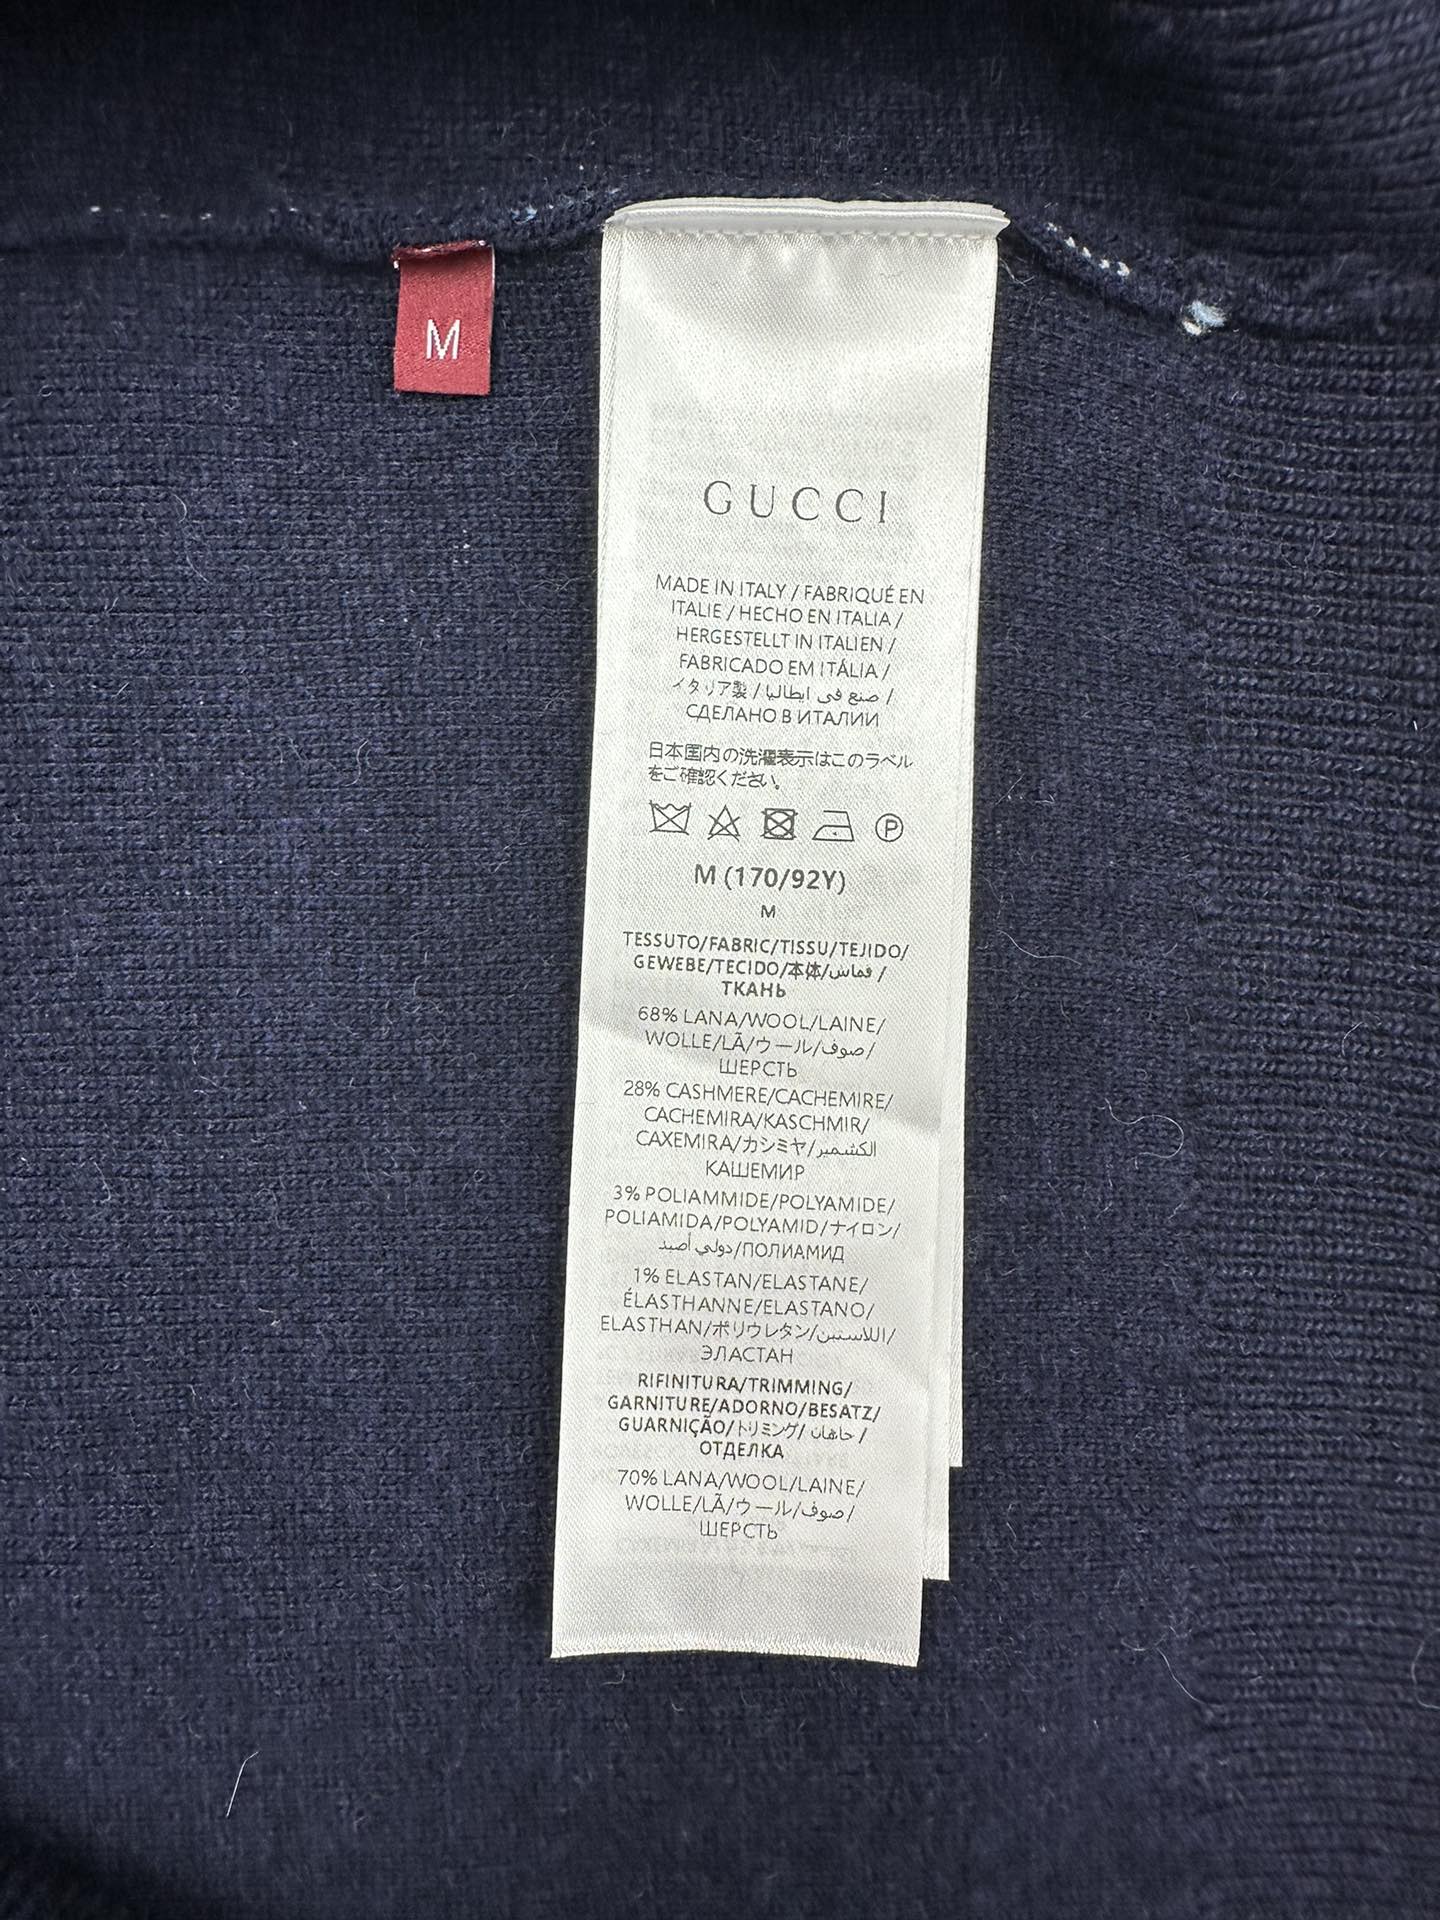 M
GUCCI
MADE IN ITALY / FABRIQUÉ EN
ITALIE / HECHO EN ITALIA /
HERGESTELLT IN ITALIEN /
FABRICADO EM ITÁLIA /
イタリア製 / صنع في ايطاليا /
СДЕЛАНО В ИТАЛИИ
日本国内の洗濯表示はこのラベル
をご確認ください。
P
M (170/92Y)
M
TESSUTO/FABRIC/TISSU/TEJIDO/
GEWEBE/TECIDO/本体/قماش /
ТКАНЬ
68% LANA/WOOL/LAINE/
WOLLE/LÃ/ウール/صوف/
ШЕРСТЬ
28% CASHMERE/CACHEMIRE/
CACHEMIRA/KASCHMIR/
CAXEMIRA/カシミヤ/الكشمير/
КАШЕМИР
3% POLIAMMIDE/POLYAMIDE/
POLIAMIDA/POLYAMID/ナイロン/
دولي أصيد/ПОЛИАМИД
1% ELASTAN/ELASTANE/
ÉLASTHANNE/ELASTANO/
ELASTHAN/ポリウレタン/اللاستين/
ЭЛАСТАН
RIFINITURA/TRIMMING/
GARNITURE/ADORNO/BESATZ/
GUARNIÇÃO/トリミング/ حاهات /
ОТДЕЛКА
70% LANA/WOOL/LAINE/
WOLLE/LÃ/ウール/صوف/
ШЕРСТЬ